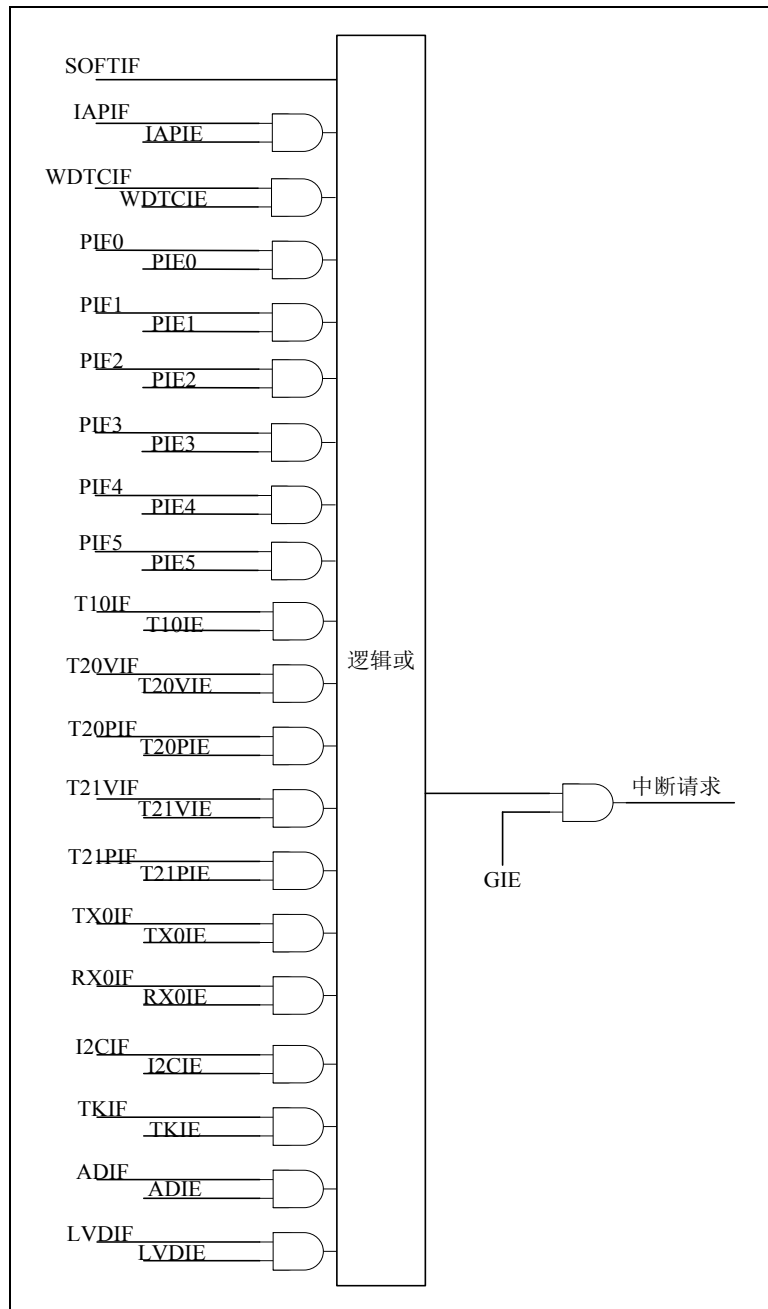 SOFTIF
IAPIF
IAPIE
WDTCIF
WDTCIE
PIF0
PIE0
PIF1
PIE1
PIF2
PIE2
PIF3
PIE3
PIF4
PIE4
PIF5
PIE5
T10IF
T10IE
逻辑或
T20VIF
T20VIE
T20PIF
T20PIE
T21VIF
T21VIE
中断请求
T21PIF
T21PIE
GIE
TX0IF
TX0IE
RX0IF
RX0IE
I2CIF
I2CIE
TKIF
TKIE
ADIF
ADIE
LVDIF
LVDIE